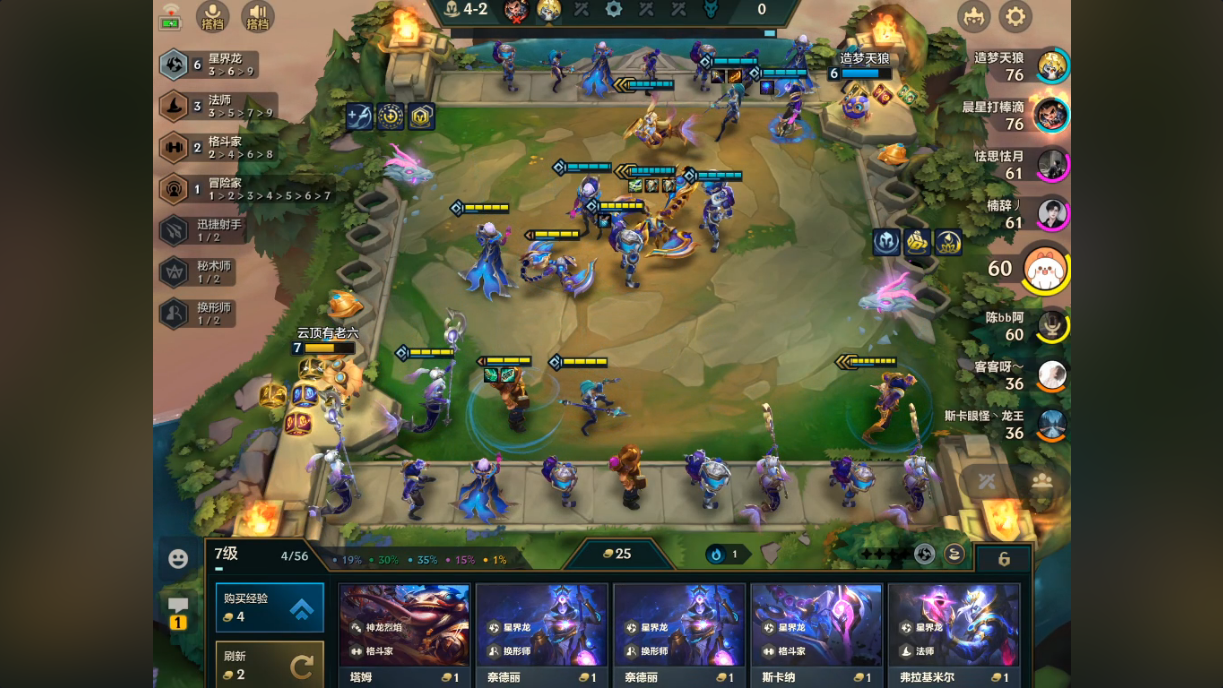 搭档
搭档
4-2
0
6 星界龙
3 > 6 > 9
3 法师
3 > 5 > 7 > 9
2 格斗家
2 > 4 > 6 > 8
1 冒险家
1 > 2 > 3 > 4 > 5 > 6 > 7
迅捷射手
1 / 2
秘术师
1 / 2
换形师
1 / 2
造梦天狼
6
造梦天狼
76
晨星打棒滴
76
怯思怯月
61
楠辞丿
61
60
陈bb阿
60
客客呀～
36
斯卡眼怪丶龙王
36
云顶有老六
7
7级
4/56
19% 30% 35% 15% 1%
25
1
6
1
购买经验
4
刷新
2
神龙烈焰
格斗家
塔姆 1
星界龙
换形师
奈德丽 1
星界龙
换形师
奈德丽 1
星界龙
格斗家
斯卡纳 1
星界龙
法师
弗拉基米尔 1